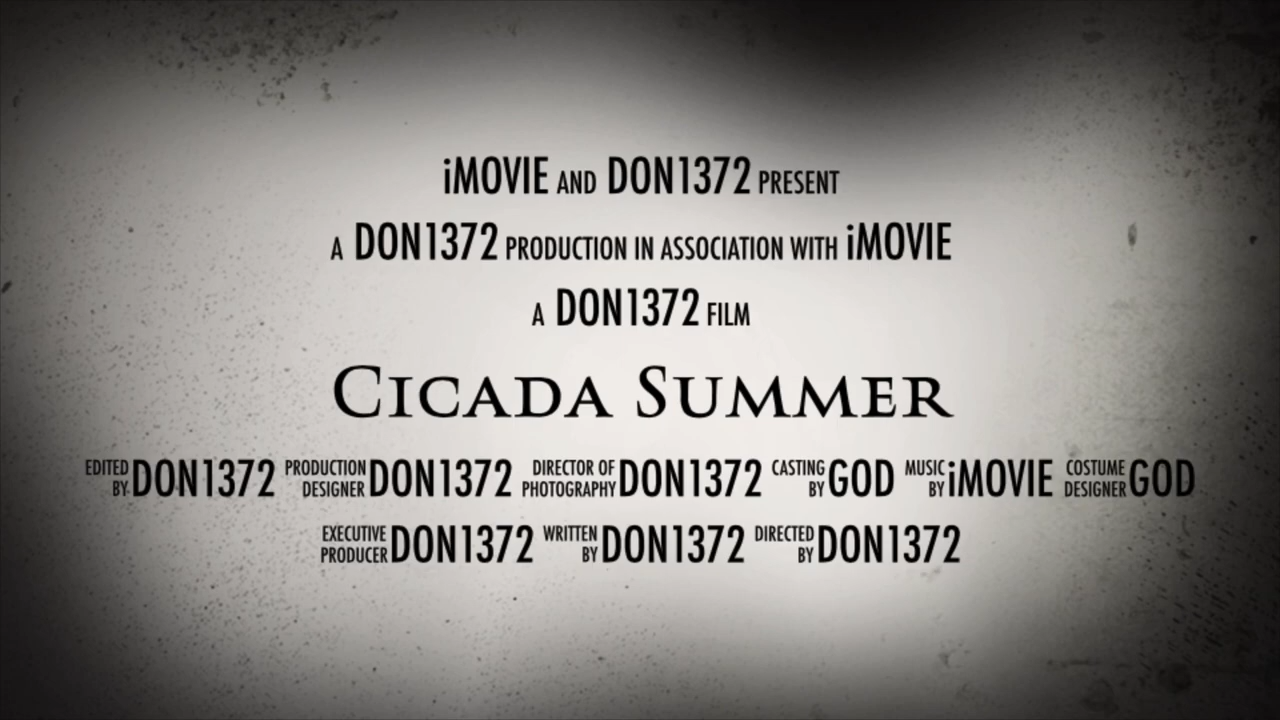 iMOVIE AND DON1372 PRESENT
A DON1372 PRODUCTION IN ASSOCIATION WITH iMOVIE
A DON1372 FILM
CICADA SUMMER
EDITED BY DON1372 PRODUCTION DESIGNER DON1372 DIRECTOR OF PHOTOGRAPHY DON1372 CASTING BY GOD MUSIC BY iMOVIE COSTUME DESIGNER GOD
EXECUTIVE PRODUCER DON1372 WRITTEN BY DON1372 DIRECTED BY DON1372